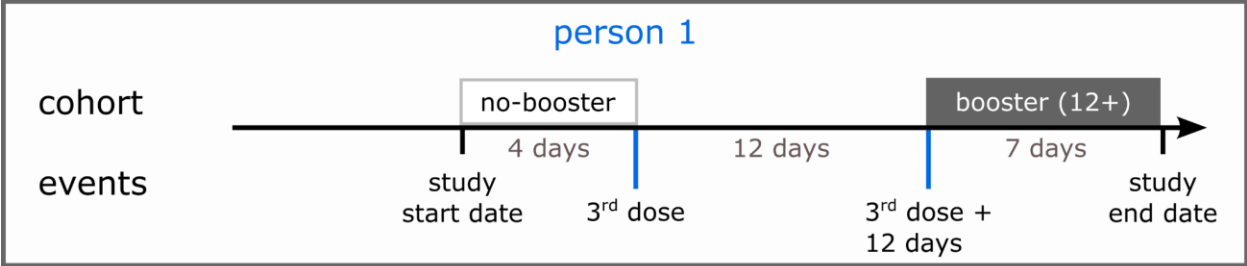 person 1
cohort
no-booster
booster (12+)
4 days
12 days
7 days
events
study
start date
3rd dose
3rd dose +
12 days
study
end date